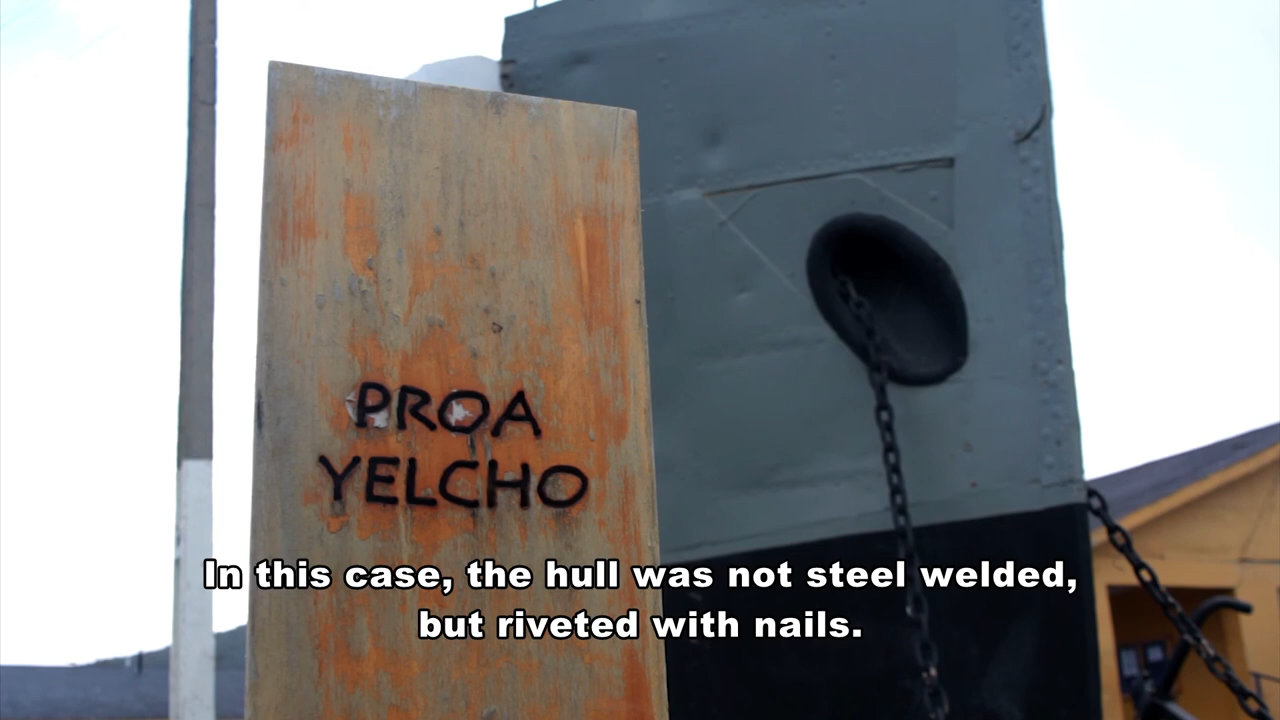 PROA
YELCHO
In this case, the hull was not steel welded,
but riveted with nails.